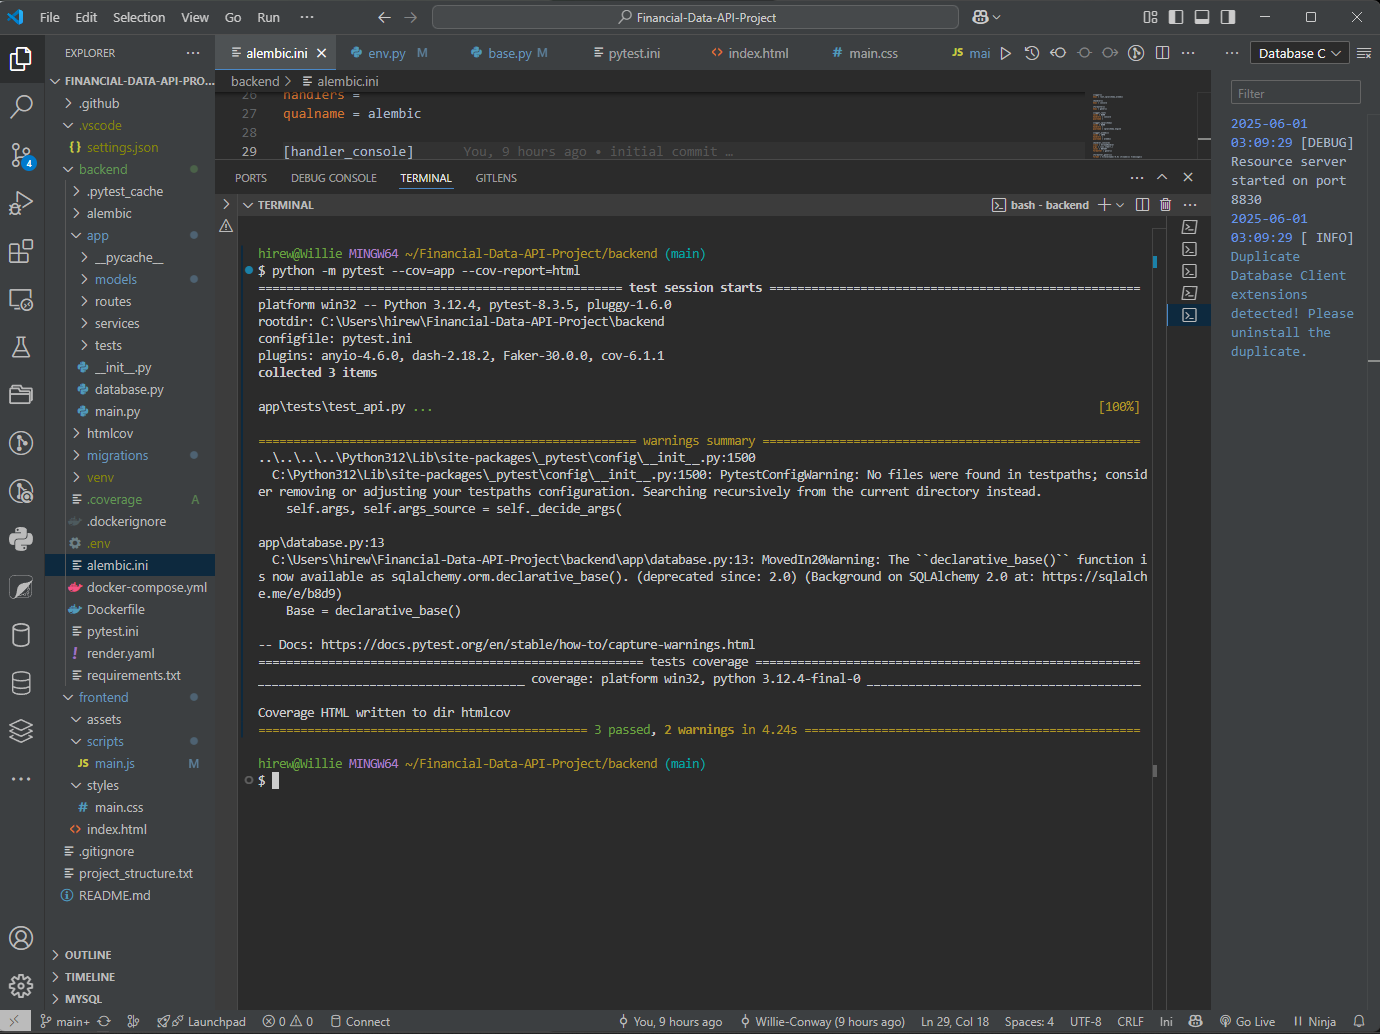 File Edit Selection View Go Run ··· Financial-Data-API-Project
EXPLORER ···
FINANCIAL-DATA-API-PRO...
.github
.vscode
{} settings.json
backend
.pytest_cache
alembic
app
__pycache__
models
routes
services
tests
__init__.py
database.py
main.py
htmlcov
migrations
venv
.coverage A
.dockerignore
.env
alembic.ini
docker-compose.yml
Dockerfile
pytest.ini
! render.yaml
requirements.txt
frontend
assets
scripts
JS main.js M
styles
# main.css
<> index.html
.gitignore
project_structure.txt
README.md
OUTLINE
TIMELINE
MYSQL
4
alembic.ini env.py M base.py M pytest.ini <> index.html # main.css JS mai
backend > alembic.ini
26 handlers =
27 qualname = alembic
28
29 [handler_console] You, 9 hours ago • initial commit …
PORTS DEBUG CONSOLE TERMINAL GITLENS
TERMINAL bash - backend
hirew@Willie MINGW64 ~/Financial-Data-API-Project/backend (main)
$ python -m pytest --cov=app --cov-report=html
==================================================== test session starts =====================================================
platform win32 -- Python 3.12.4, pytest-8.3.5, pluggy-1.6.0
rootdir: C:\Users\hirew\Financial-Data-API-Project\backend
configfile: pytest.ini
plugins: anyio-4.6.0, dash-2.18.2, Faker-30.0.0, cov-6.1.1
collected 3 items
app\tests\test_api.py ... [100%]
====================================================== warnings summary ======================================================
..\..\..\..\Python312\Lib\site-packages\_pytest\config\__init__.py:1500
C:\Python312\Lib\site-packages\_pytest\config\__init__.py:1500: PytestConfigWarning: No files were found in testpaths; consid
er removing or adjusting your testpaths configuration. Searching recursively from the current directory instead.
self.args, self.args_source = self._decide_args(
app\database.py:13
C:\Users\hirew\Financial-Data-API-Project\backend\app\database.py:13: MovedIn20Warning: The ``declarative_base()`` function i
s now available as sqlalchemy.orm.declarative_base(). (deprecated since: 2.0) (Background on SQLAlchemy 2.0 at: https://sqlalch
e.me/e/b8d9)
Base = declarative_base()
-- Docs: https://docs.pytest.org/en/stable/how-to/capture-warnings.html
======================================================= tests coverage =======================================================
______________________________________ coverage: platform win32, python 3.12.4-final-0 _______________________________________
Coverage HTML written to dir htmlcov
=============================================== 3 passed, 2 warnings in 4.24s ================================================
hirew@Willie MINGW64 ~/Financial-Data-API-Project/backend (main)
$
Database C
Filter
2025-06-01
03:09:29 [DEBUG]
Resource server
started on port
8830
2025-06-01
03:09:29 [ INFO]
Duplicate
Database Client
extensions
detected! Please
uninstall the
duplicate.
main+ Launchpad 0 0 Connect You, 9 hours ago Willie-Conway (9 hours ago) Ln 29, Col 18 Spaces: 4 UTF-8 CRLF Ini Go Live Ninja